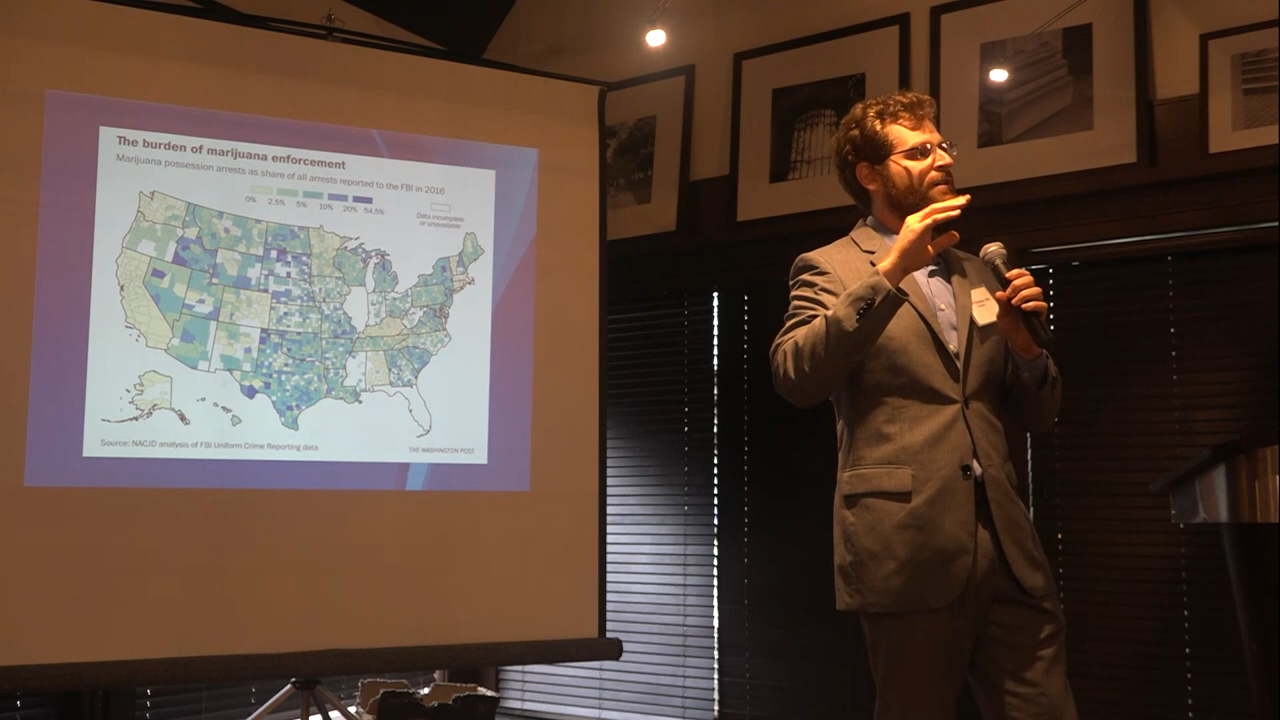 The burden of marijuana enforcement
Marijuana possession arrests as share of all arrests reported to the FBI in 2016
0% 2.5% 5% 10% 20% 54.5%
Data incomplete
or unavailable
Source: NACJD analysis of FBI Uniform Crime Reporting data
THE WASHINGTON POST